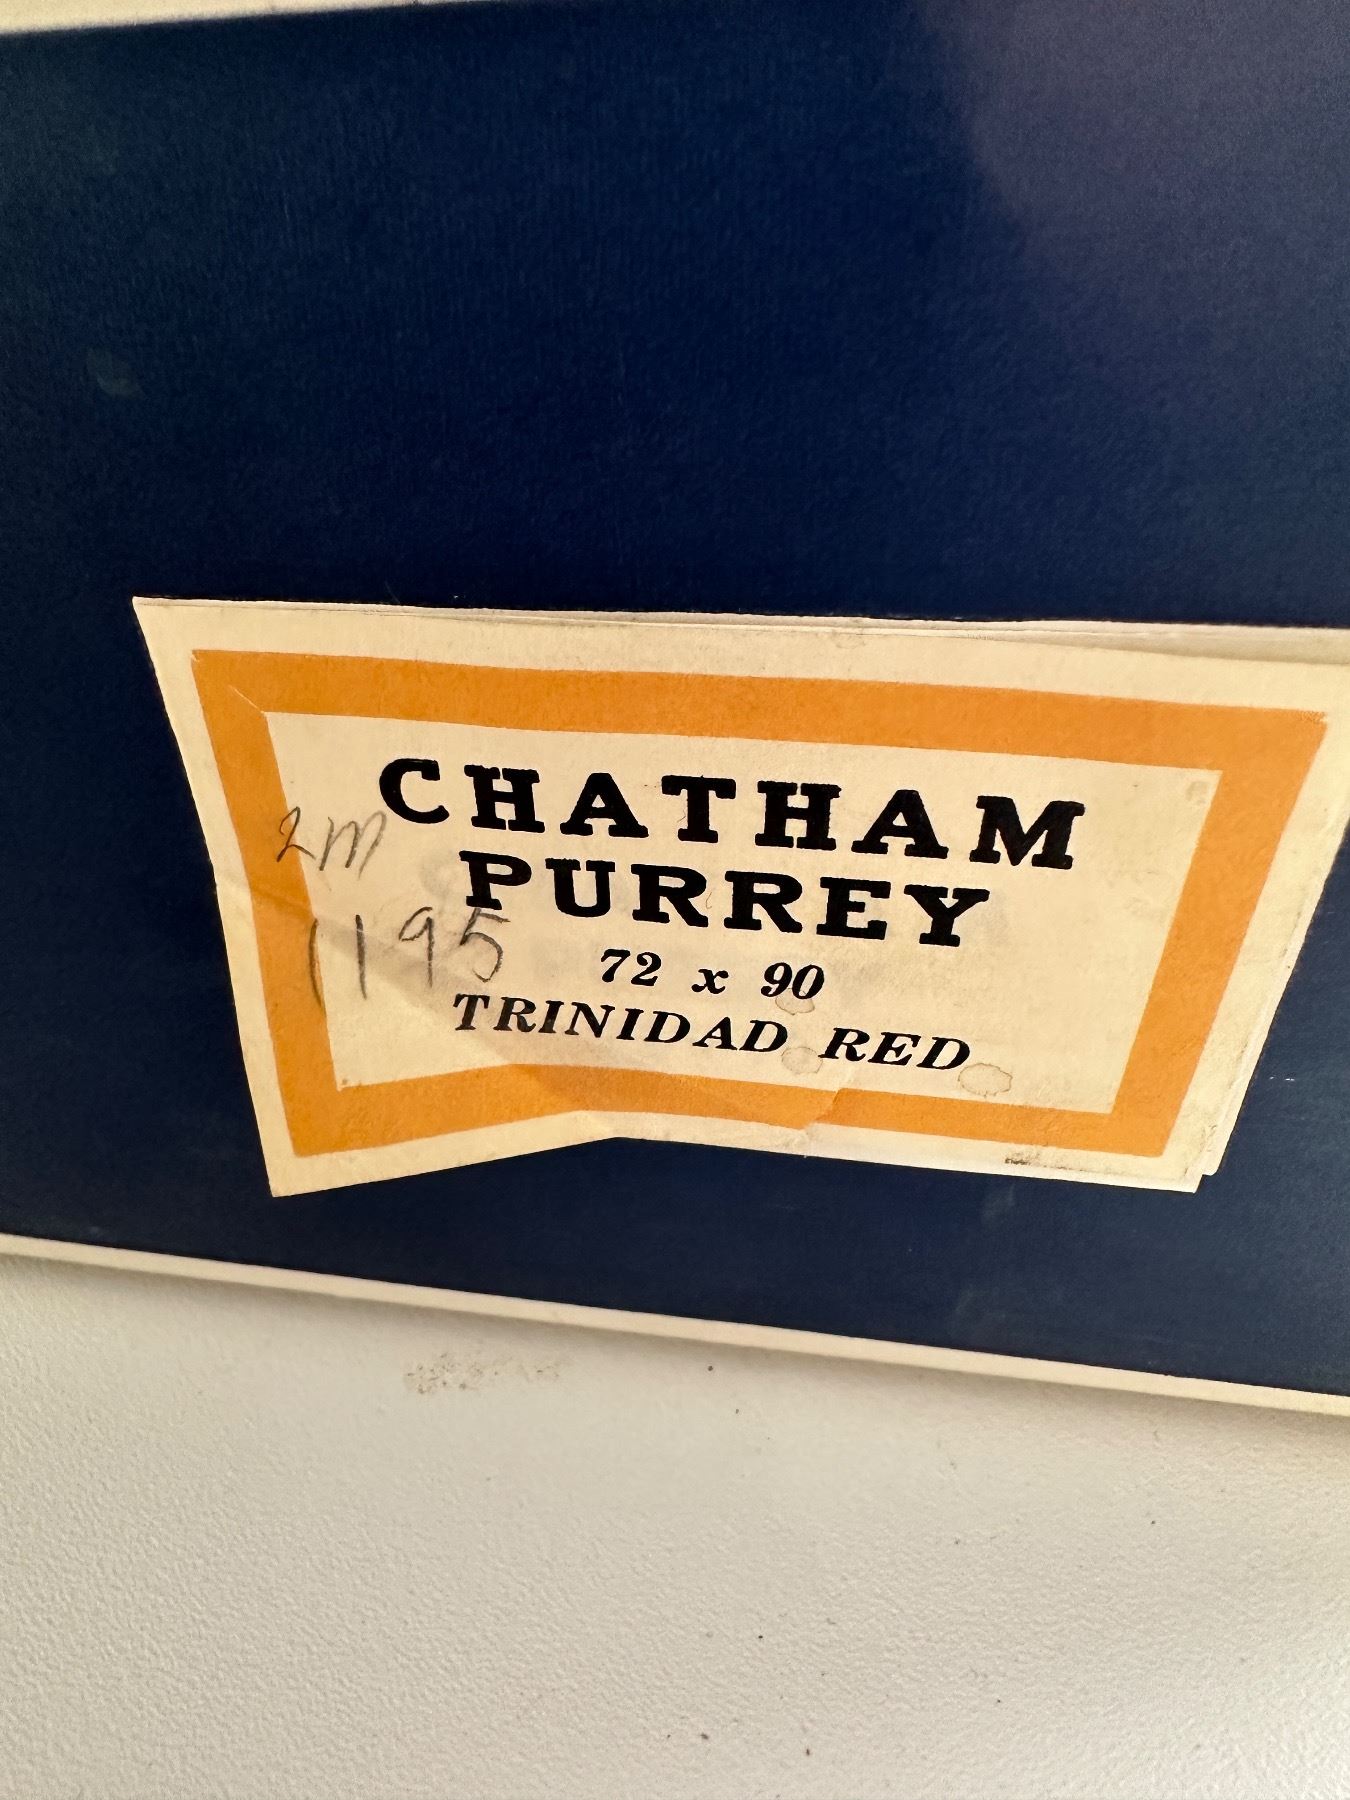 CHATHAM
2m
PURREY
1195
72 x 90
TRINIDAD RED